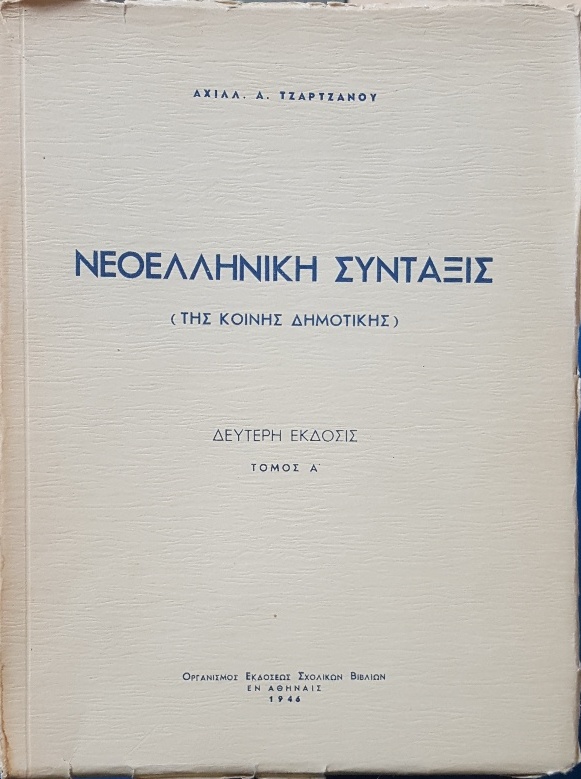 ΑΧΙΛΛ. Α. ΤΖΑΡΤΖΑΝΟΥ
ΝΕΟΕΛΛΗΝΙΚΗ ΣΥΝΤΑΞΙΣ
(ΤΗΣ ΚΟΙΝΗΣ ΔΗΜΟΤΙΚΗΣ)
ΔΕΥΤΕΡΗ ΕΚΔΟΣΙΣ
ΤΟΜΟΣ Α΄
ΟΡΓΑΝΙΣΜΟΣ ΕΚΔΟΣΕΩΣ ΣΧΟΛΙΚΩΝ ΒΙΒΛΙΩΝ
ΕΝ ΑΘΗΝΑΙΣ
1946